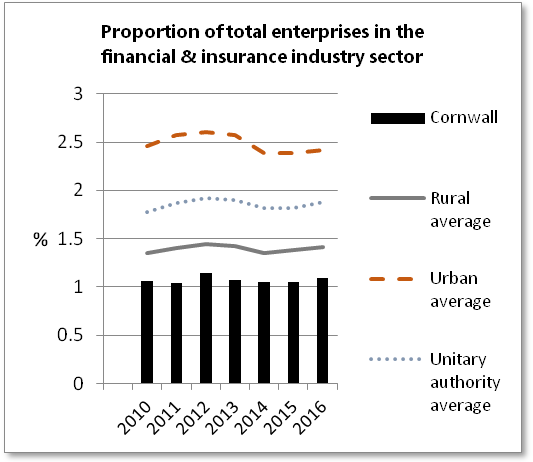 Proportion of total enterprises in the
financial & insurance industry sector
3
2.5
2
1.5
1
0.5
0
%
2010
2011
2012
2013
2014
2015
2016
Cornwall
Rural
average
Urban
average
Unitary
authority
average